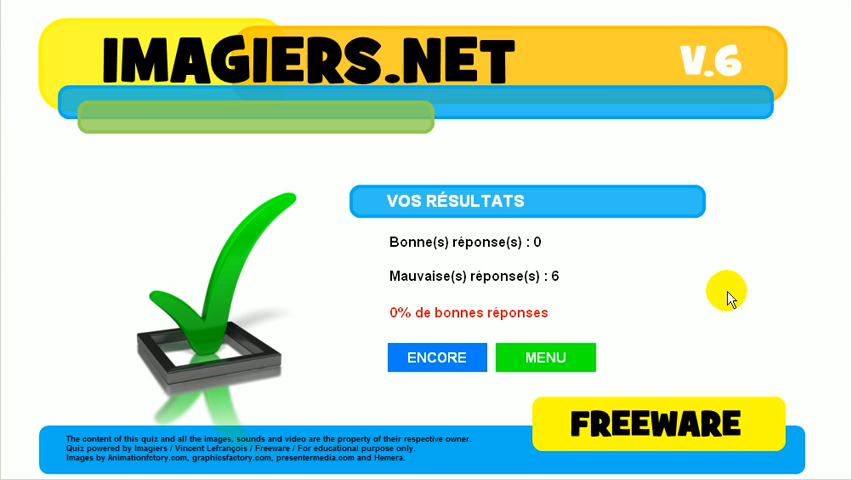 IMAGIERS.NET
V.6
VOS RÉSULTATS
Bonne(s) réponse(s) : 0
Mauvaise(s) réponse(s) : 6
0% de bonnes réponses
ENCORE
MENU
FREEWARE
The content of this quiz and all the images, sounds and video are the property of their respective owner.
Quiz powered by Imagiers / Vincent Lefrançois / Freeware / For educational purpose only.
Images by Animationfctory.com, graphicsfactory.com, presentermedia.com and Hemera.